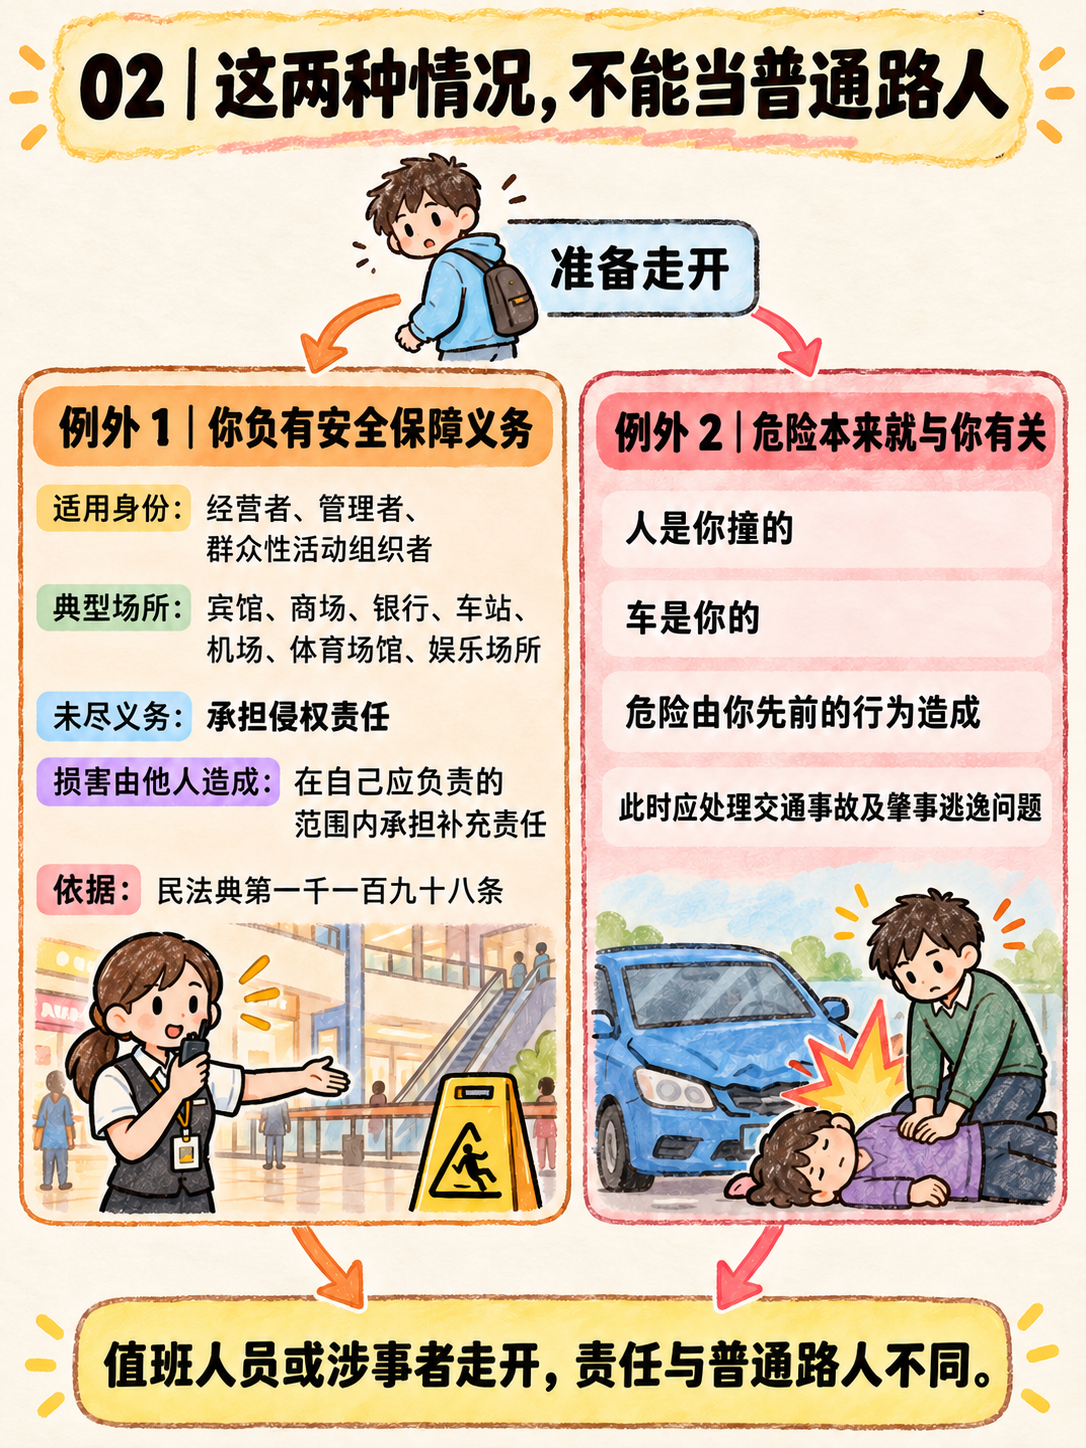 02｜这两种情况,不能当普通路人
准备走开
例外 1｜你负有安全保障义务
适用身份：经营者、管理者、
群众性活动组织者
典型场所：宾馆、商场、银行、车站、
机场、体育场馆、娱乐场所
未尽义务：承担侵权责任
损害由他人造成：在自己应负责的
范围内承担补充责任
依据：民法典第一千一百九十八条
例外 2｜危险本来就与你有关
人是你撞的
车是你的
危险由你先前的行为造成
此时应处理交通事故及肇事逃逸问题
值班人员或涉事者走开，责任与普通路人不同。